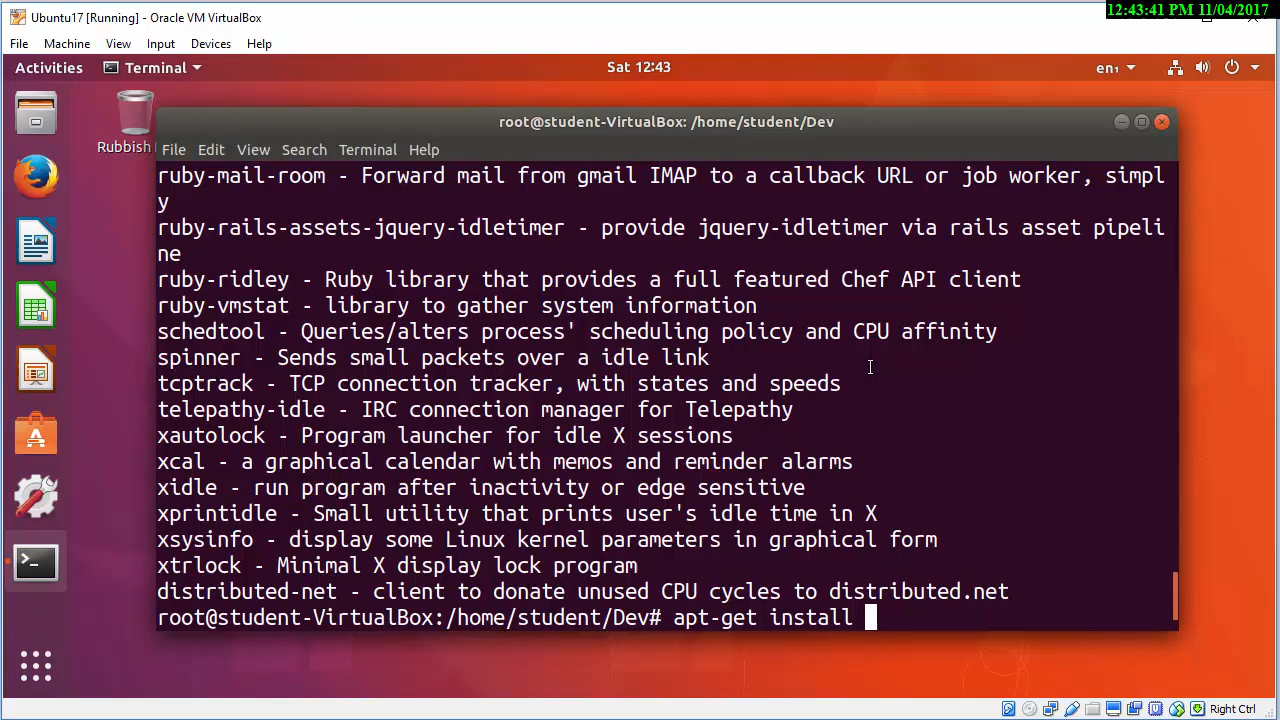 Ubuntu17 [Running] - Oracle VM VirtualBox
12:43:41 PM 11/04/2017
File Machine View Input Devices Help
Activities Terminal Sat 12:43 en₁
Rubbish
root@student-VirtualBox: /home/student/Dev
File Edit View Search Terminal Help
ruby-mail-room - Forward mail from gmail IMAP to a callback URL or job worker, simpl
y
ruby-rails-assets-jquery-idletimer - provide jquery-idletimer via rails asset pipeli
ne
ruby-ridley - Ruby library that provides a full featured Chef API client
ruby-vmstat - library to gather system information
schedtool - Queries/alters process' scheduling policy and CPU affinity
spinner - Sends small packets over a idle link
tcptrack - TCP connection tracker, with states and speeds
telepathy-idle - IRC connection manager for Telepathy
xautolock - Program launcher for idle X sessions
xcal - a graphical calendar with memos and reminder alarms
xidle - run program after inactivity or edge sensitive
xprintidle - Small utility that prints user's idle time in X
xsysinfo - display some Linux kernel parameters in graphical form
xtrlock - Minimal X display lock program
distributed-net - client to donate unused CPU cycles to distributed.net
root@student-VirtualBox:/home/student/Dev# apt-get install
Right Ctrl